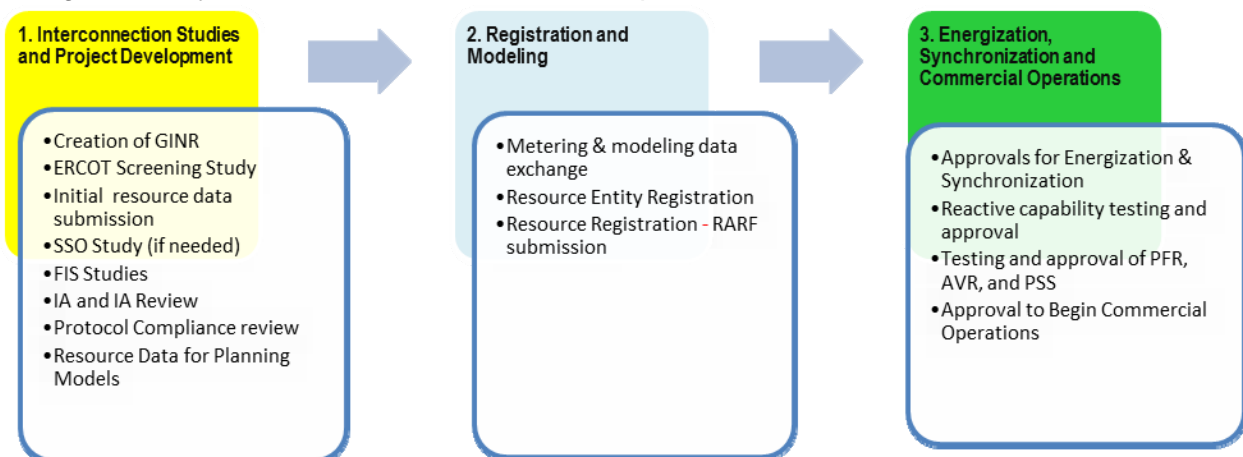 1. Interconnection Studies
and Project Development
•Creation of GINR
•ERCOT Screening Study
•Initial resource data
submission
•SSO Study (if needed)
•FIS Studies
•IA and IA Review
•Protocol Compliance review
•Resource Data for Planning
Models
2. Registration and
Modeling
•Metering & modeling data
exchange
•Resource Entity Registration
•Resource Registration - RARF
submission
3. Energization,
Synchronization and
Commercial Operations
•Approvals for Energization &
Synchronization
•Reactive capability testing and
approval
•Testing and approval of PFR,
AVR, and PSS
•Approval to Begin Commercial
Operations